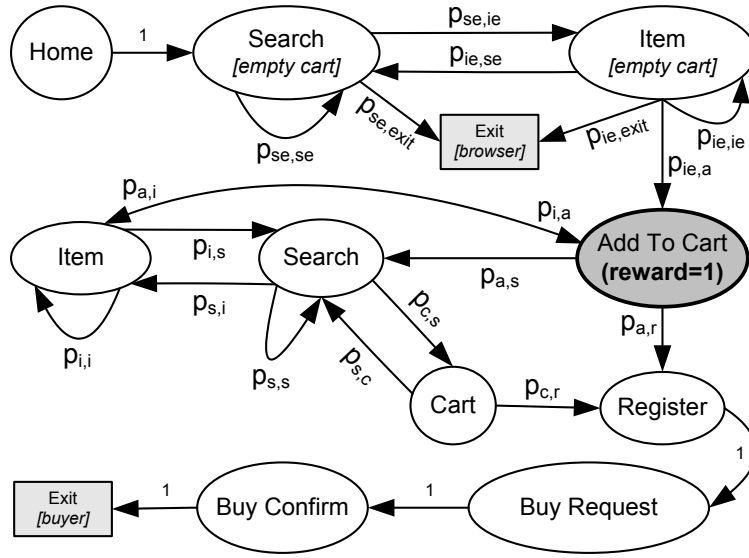 Home
1
Search
[empty cart]
p_se,ie
p_ie,se
Item
[empty cart]
p_se,se
p_se,exit
Exit
[browser]
p_ie,exit
p_ie,ie
p_ie,a
p_a,i
p_i,a
Item
p_i,s
Search
p_a,s
Add To Cart
(reward=1)
p_s,i
p_c,s
p_a,r
p_i,i
p_s,s
p_s,c
Cart
p_c,r
Register
1
Exit
[buyer]
1
Buy Confirm
1
Buy Request